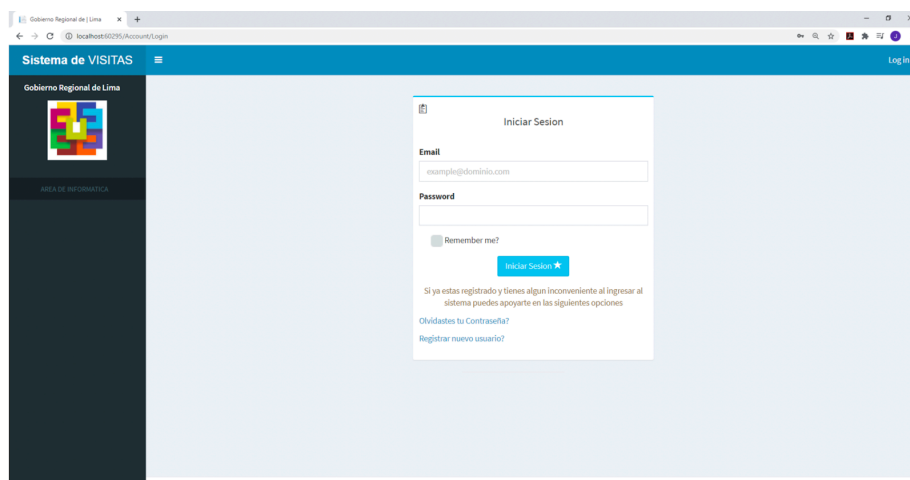 Gobierno Regional de | Lima
localhost:60295/Account/Login
Sistema de VISITAS
Log in
Gobierno Regional de Lima
AREA DE INFORMATICA
Iniciar Sesion
Email
example@dominio.com
Password
Remember me?
Iniciar Sesion
Si ya estas registrado y tienes algun inconveniente al ingresar al
sistema puedes apoyarte en las siguientes opciones
Olvidastes tu Contraseña?
Registrar nuevo usuario?